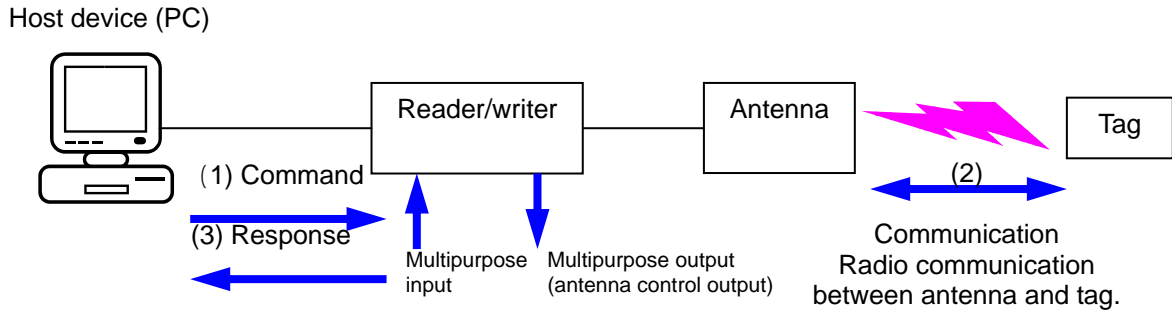 Host device (PC)
Reader/writer
Antenna
Tag
(1) Command
(2)
(3) Response
Multipurpose
input
Multipurpose output
(antenna control output)
Communication
Radio communication
between antenna and tag.